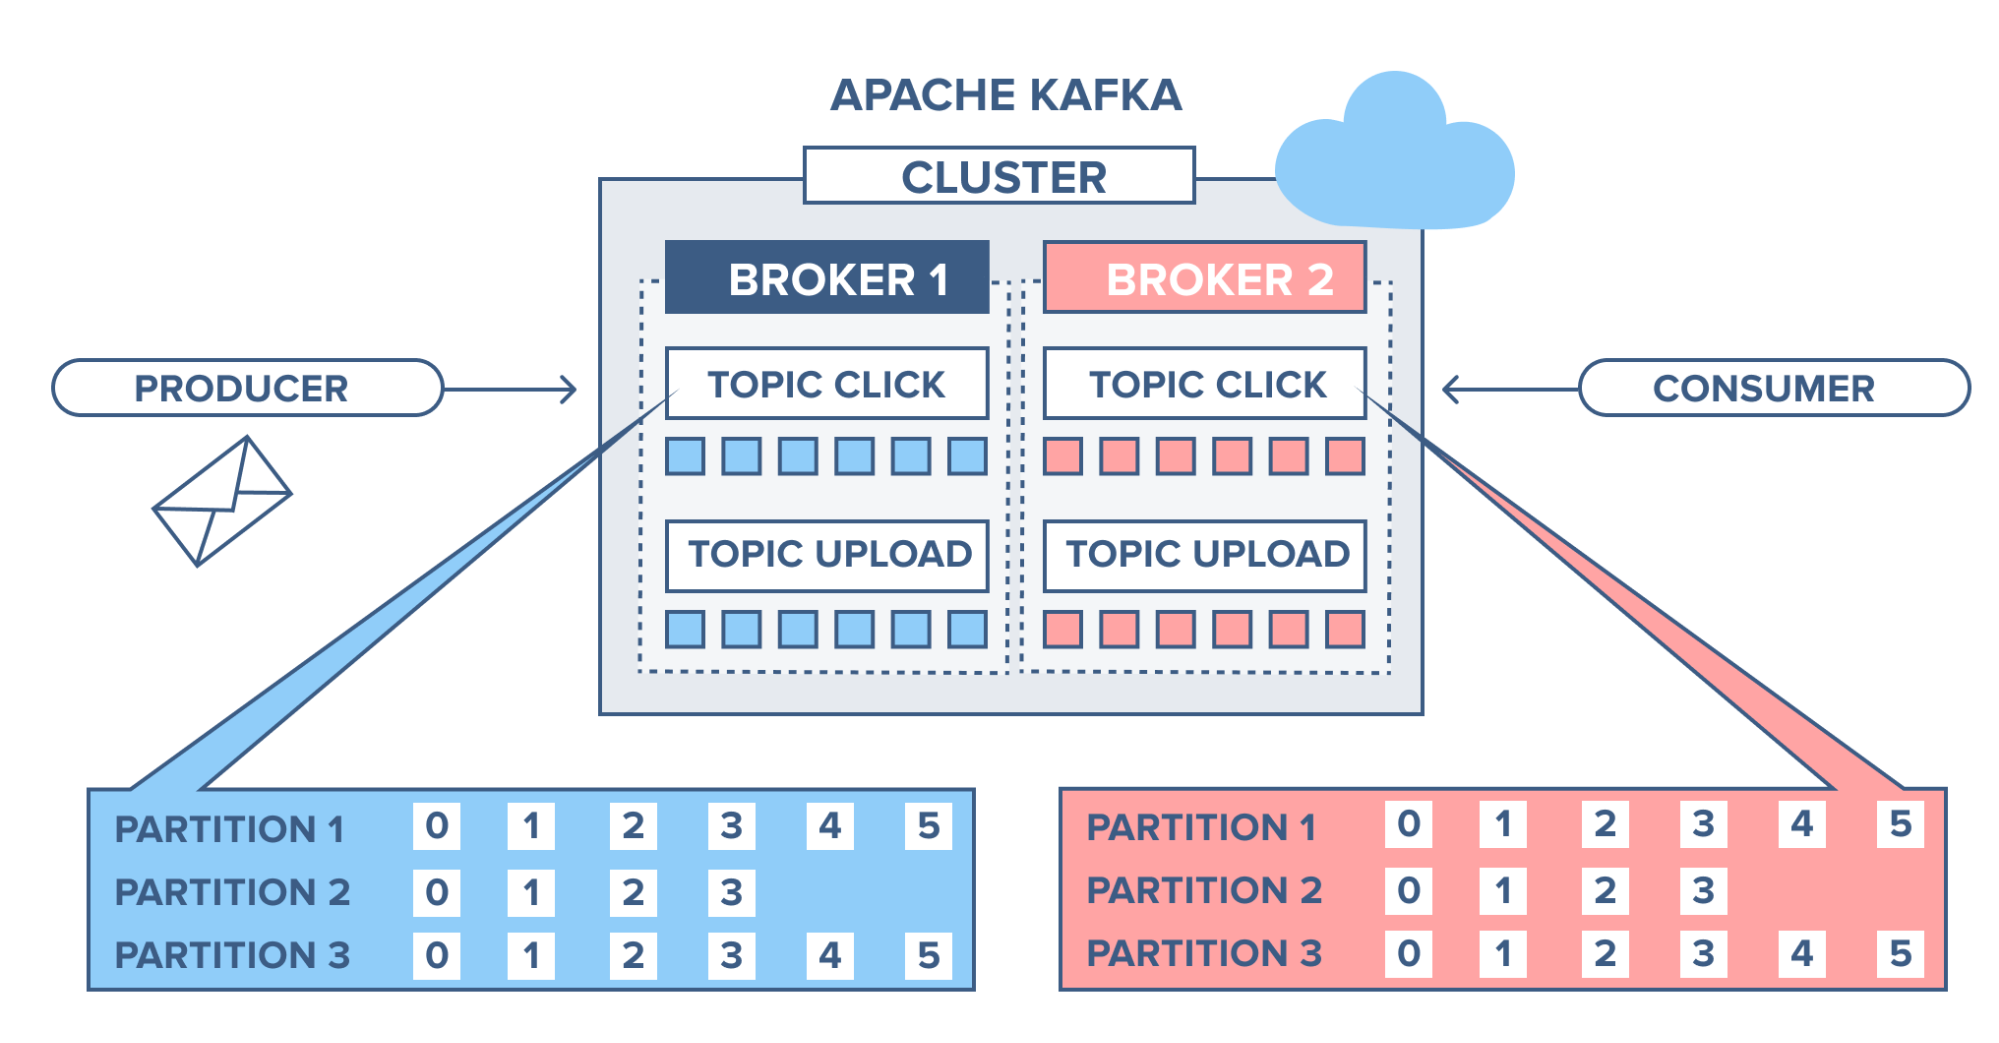 APACHE KAFKA
CLUSTER
BROKER 1
BROKER 2
PRODUCER
TOPIC CLICK
TOPIC CLICK
CONSUMER
TOPIC UPLOAD
TOPIC UPLOAD
PARTITION 1 0 1 2 3 4 5
PARTITION 2 0 1 2 3
PARTITION 3 0 1 2 3 4 5
PARTITION 1 0 1 2 3 4 5
PARTITION 2 0 1 2 3
PARTITION 3 0 1 2 3 4 5